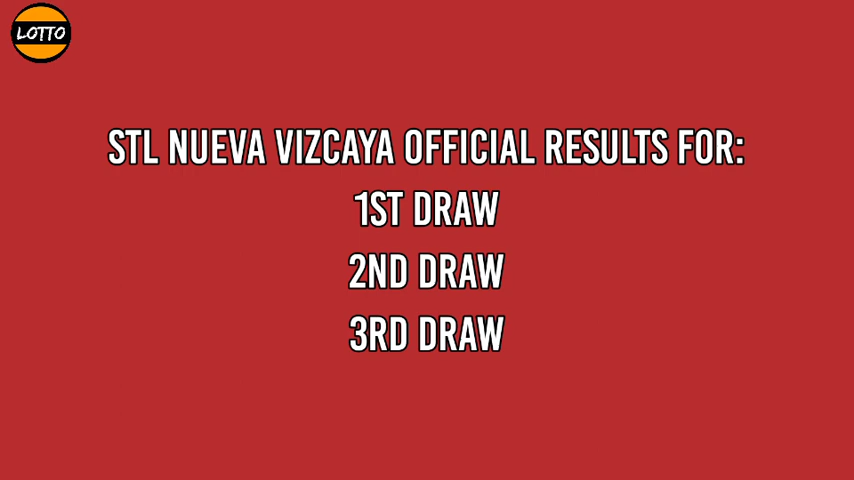 LOTTO
STL NUEVA VIZCAYA OFFICIAL RESULTS FOR:
1ST DRAW
2ND DRAW
3RD DRAW